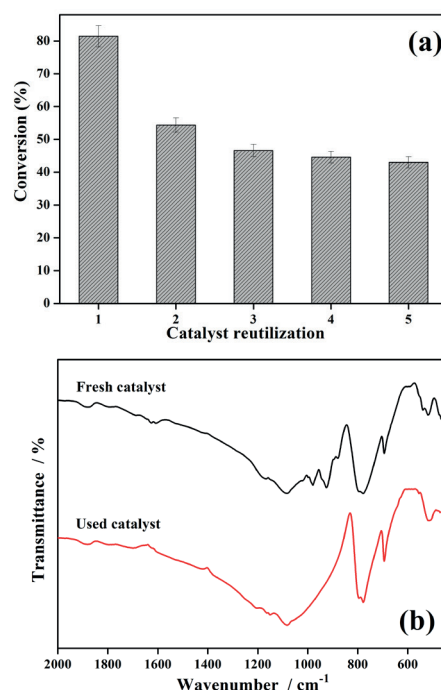 (a)
Conversion (%)
80
70
60
50
40
30
20
10
0
1 2 3 4 5
Catalyst reutilization
Fresh catalyst
Used catalyst
(b)
Transmittance / %
2000 1800 1600 1400 1200 1000 800 600
Wavenumber / cm⁻¹